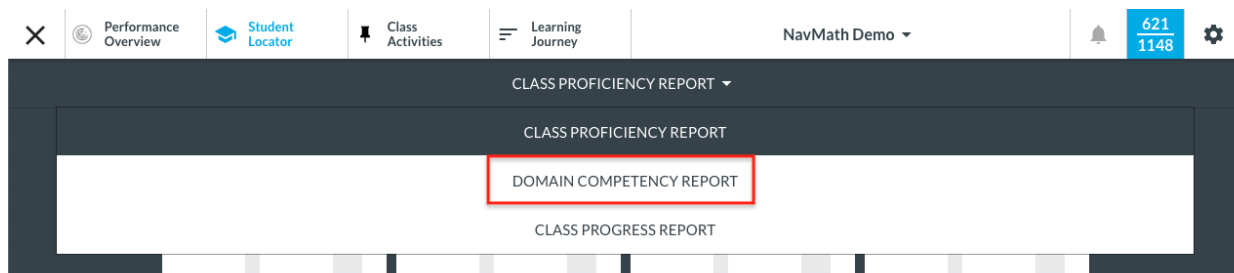 Performance
Overview
Student
Locator
Class
Activities
Learning
Journey
NavMath Demo
621
1148
CLASS PROFICIENCY REPORT
CLASS PROFICIENCY REPORT
DOMAIN COMPETENCY REPORT
CLASS PROGRESS REPORT